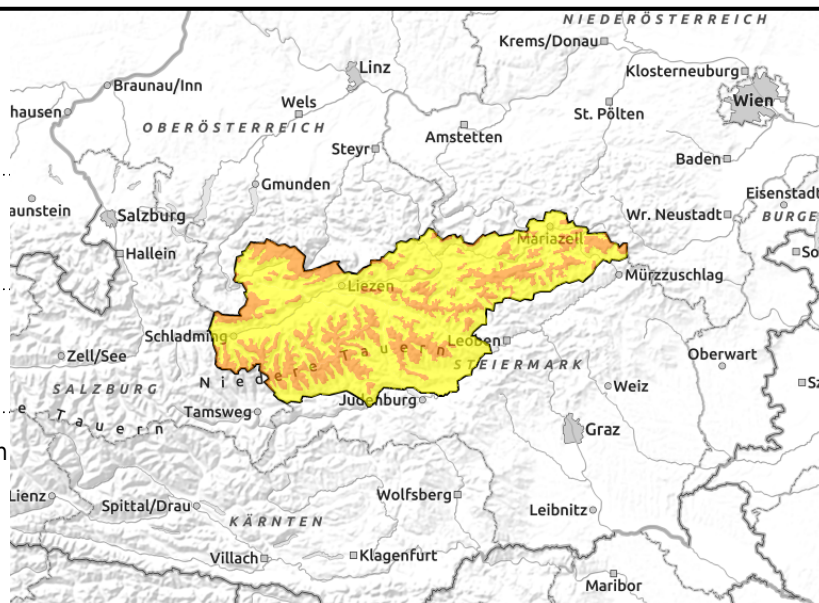 NIEDERÖSTERREICH
Krems/Donau
Linz
Klosterneuburg
Braunau/Inn
Wels
Wien
hausen
St. Pölten
OBERÖSTERREICH
Amstetten
Steyr
Baden
Gmunden
Eisenstadt
aunstein
Salzburg
Wr. Neustadt
BURGE
Mariazell
Hallein
So
Mürzzuschlag
Liezen
Schladming
Leoben
Zell/See
Niedere Tauern
STEIERMARK
Oberwart
SALZBURG
Weiz
Sz
Tamsweg
Judenburg
e Tauern
Graz
n
Lienz
Wolfsberg
Spittal/Drau
Leibnitz
KÄRNTEN
Villach
Klagenfurt
Maribor